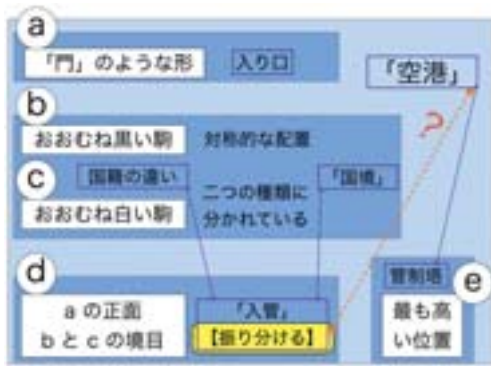 a
「門」のような形
入り口
「空港」
?
b
おおむね黒い駒
対称的な配置
c
国籍の違い
「国境」
二つの種類に
分かれている
おおむね白い駒
d
aの正面
bとcの境目
「入管」
【振り分ける】
管制塔
e
最も高
い位置